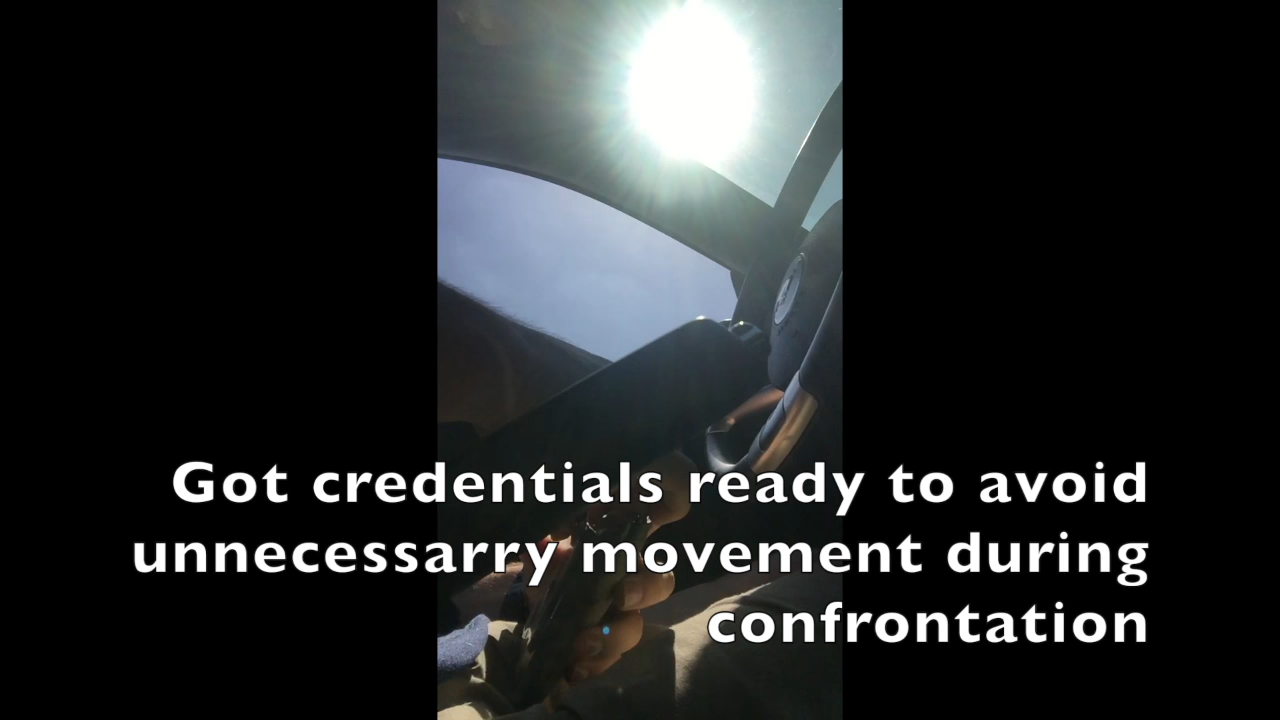 Got credentials ready to avoid
unnecessarry movement during
confrontation